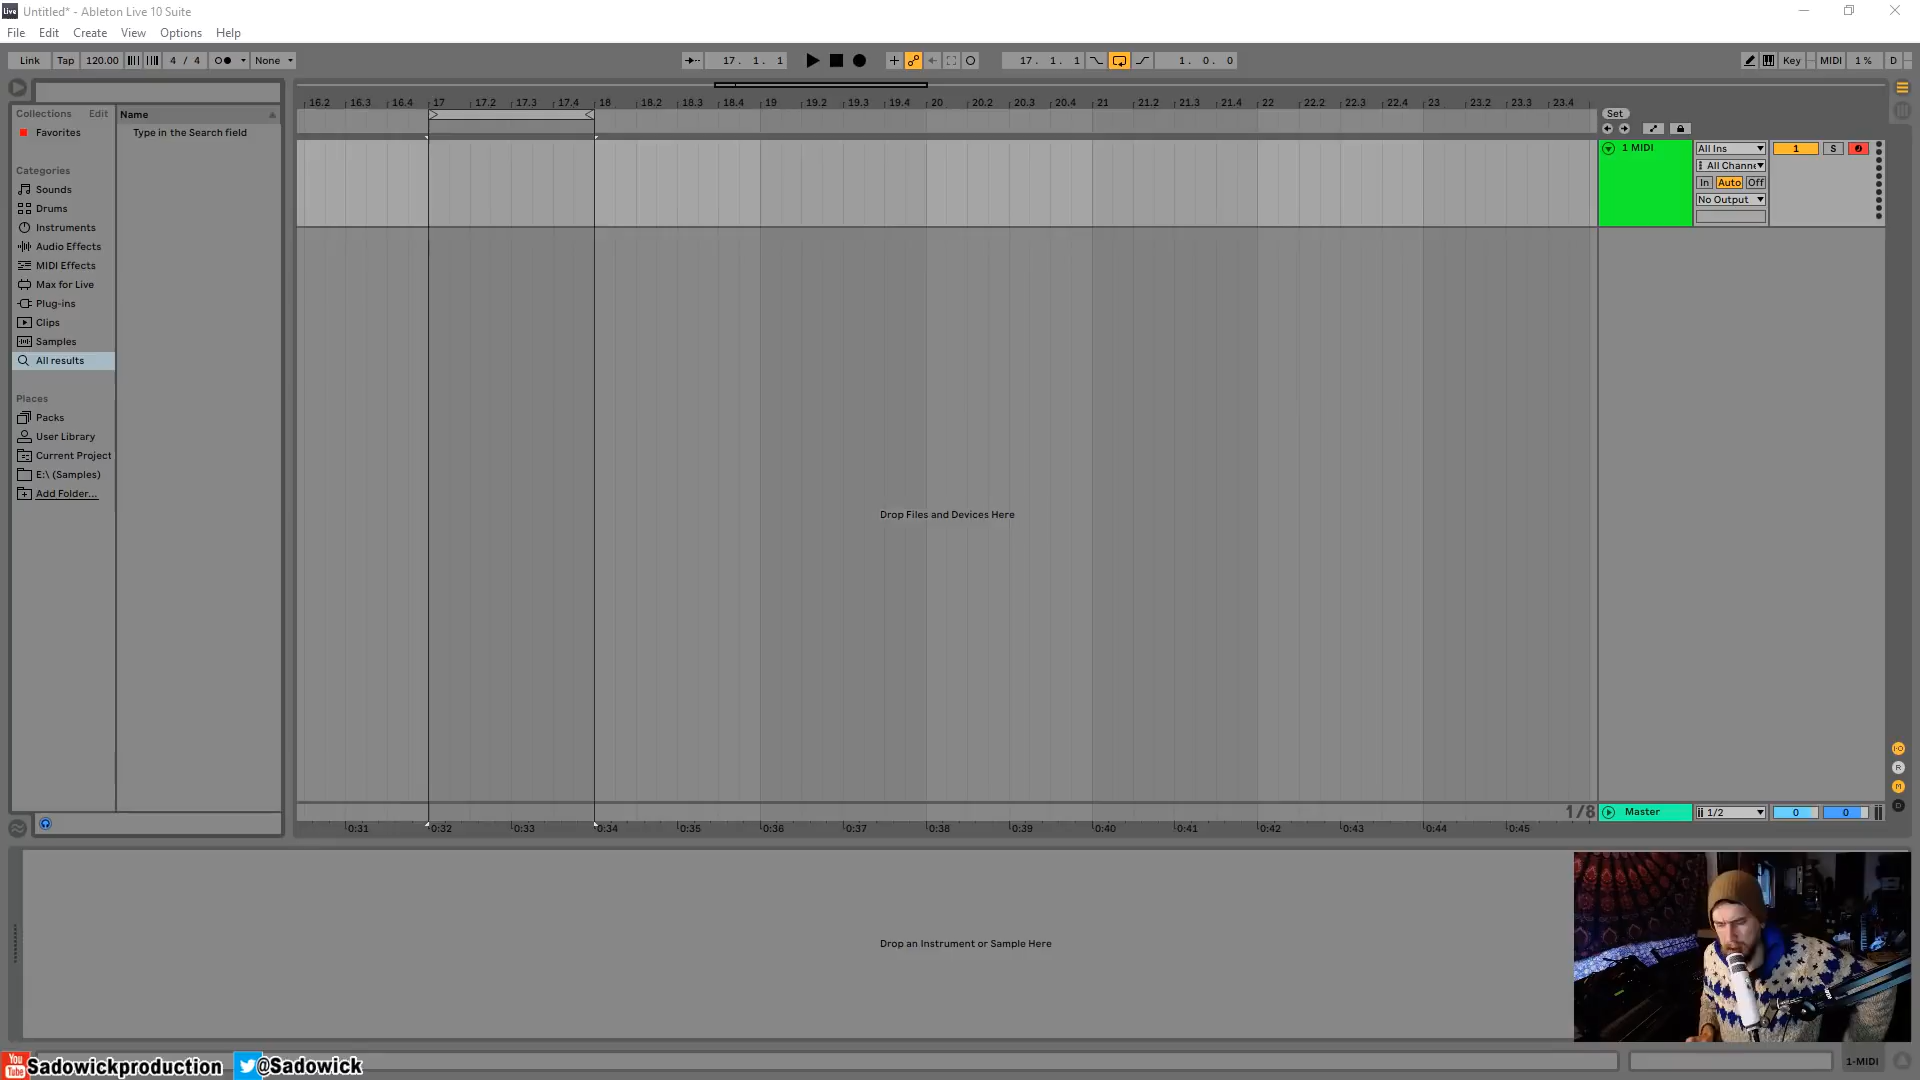 Untitled* - Ableton Live 10 Suite
File Edit Create View Options Help
Link Tap 120.00 4 / 4 None 17. 1. 1 17. 1. 1 1. 0. 0 Key MIDI 1 % D
16.2 16.3 16.4 17 17.2 17.3 17.4 18 18.2 18.3 18.4 19 19.2 19.3 19.4 20 20.2 20.3 20.4 21 21.2 21.3 21.4 22 22.2 22.3 22.4 23 23.2 23.3 23.4
Set
Collections Edit
Favorites
Categories
Sounds
Drums
Instruments
Audio Effects
MIDI Effects
Max for Live
Plug-ins
Clips
Samples
All results
Places
Packs
User Library
Current Project
E:\ (Samples)
Add Folder...
Name
Type in the Search field
1 MIDI
All Ins
1 S
All Channe
In Auto Off
No Output
Drop Files and Devices Here
I·O
R
M
D
1/8
Master 1/2 0 0
0:31 0:32 0:33 0:34 0:35 0:36 0:37 0:38 0:39 0:40 0:41 0:42 0:43 0:44 0:45
Drop an Instrument or Sample Here
You Tube Sadowickproduction @Sadowick
1-MIDI